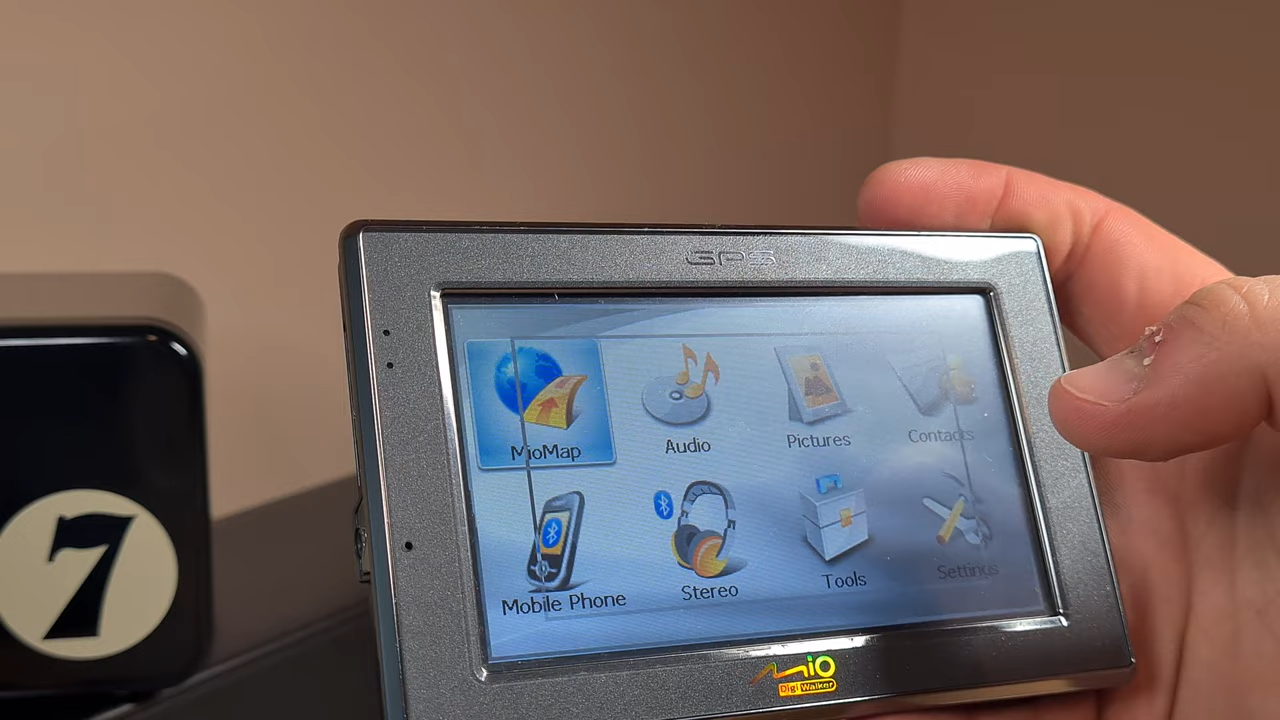 GPS
MioMap
Audio
Pictures
Contacts
Mobile Phone
Stereo
Tools
Settings
7
Mio
DigiWalker